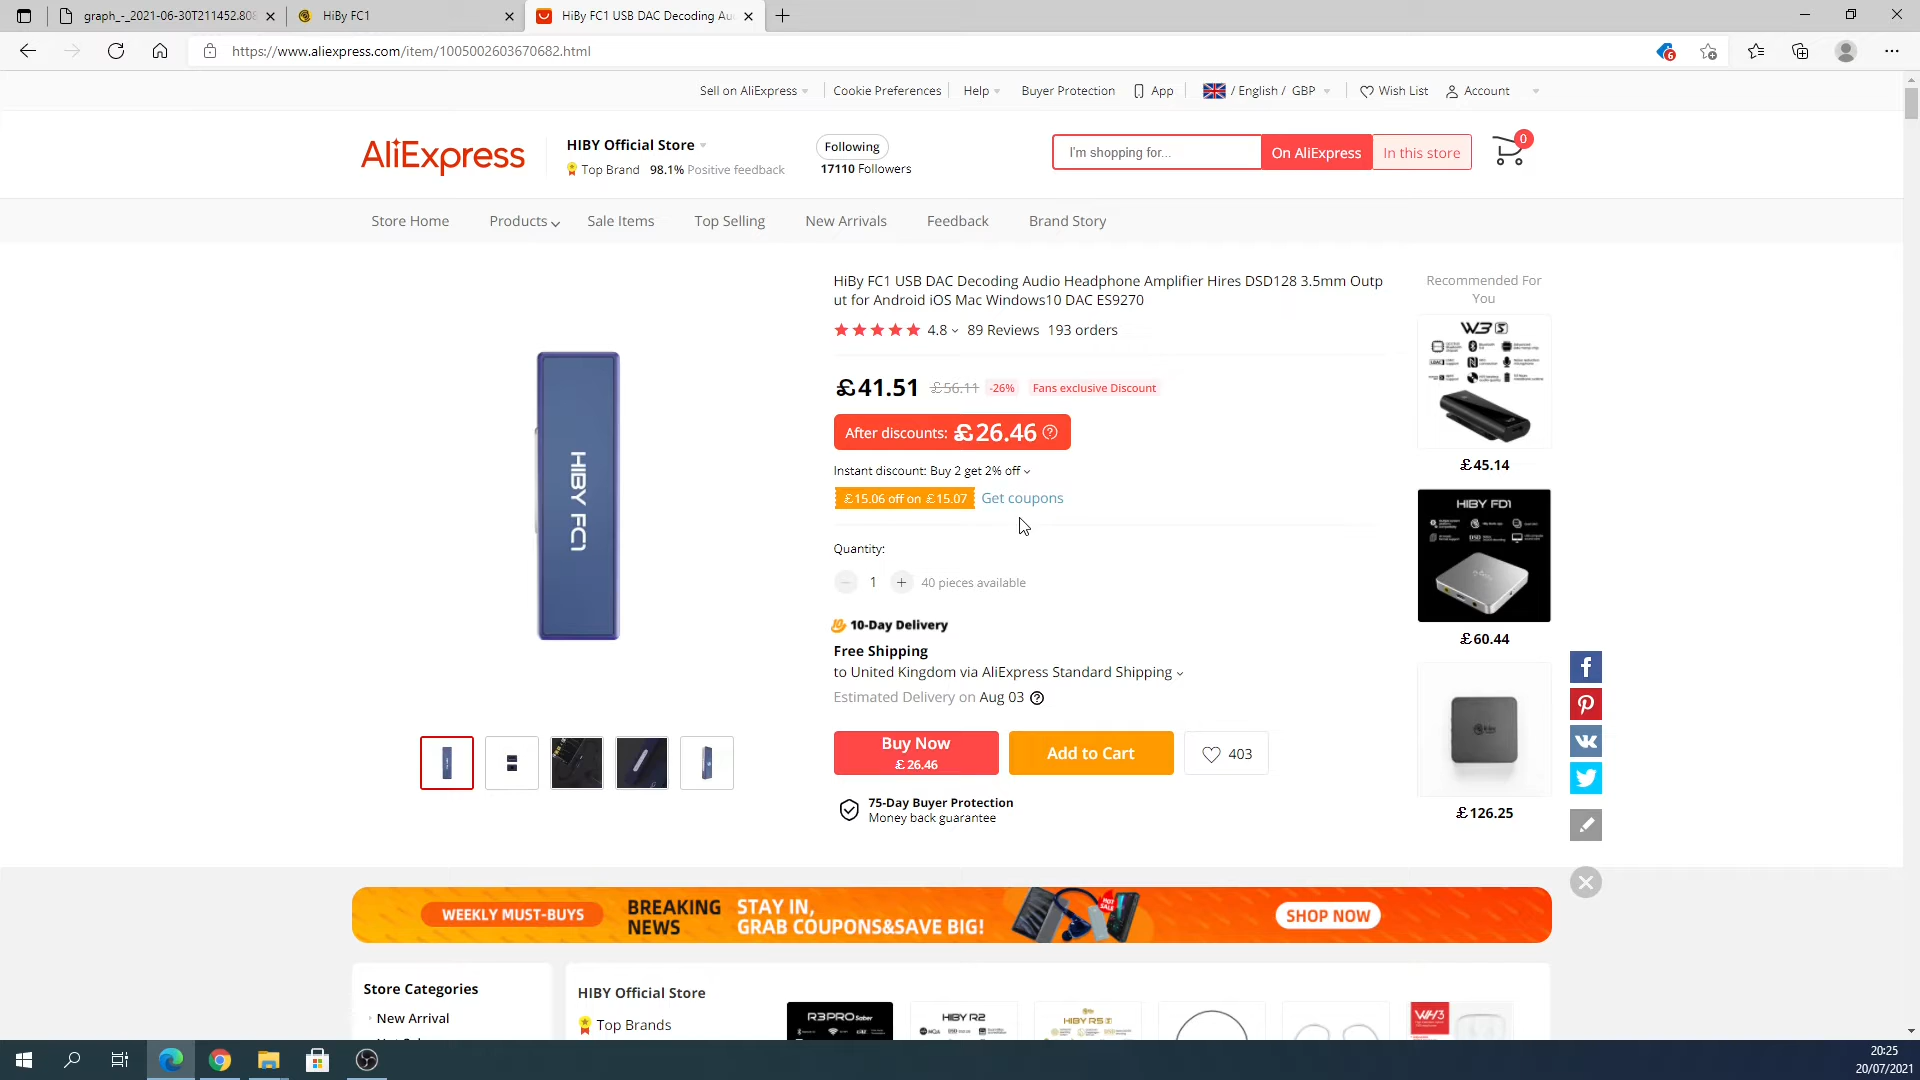 graph_-_2021-06-30T211452.808
HiBy FC1
HiBy FC1 USB DAC Decoding Au
https://www.aliexpress.com/item/1005002603670682.html
6
Sell on AliExpress
Cookie Preferences
Help
Buyer Protection
App
/ English / GBP
Wish List
Account
AliExpress
HIBY Official Store
Top Brand 98.1% Positive feedback
Following
17110 Followers
I'm shopping for...
On AliExpress
In this store
0
Store Home
Products
Sale Items
Top Selling
New Arrivals
Feedback
Brand Story
HIBY FC1
HiBy FC1 USB DAC Decoding Audio Headphone Amplifier Hires DSD128 3.5mm Outp
ut for Android iOS Mac Windows10 DAC ES9270
4.8 89 Reviews 193 orders
£41.51 £56.11 -26% Fans exclusive Discount
After discounts: £26.46
Instant discount: Buy 2 get 2% off
£15.06 off on £15.07 Get coupons
Quantity:
1 40 pieces available
10-Day Delivery
Free Shipping
to United Kingdom via AliExpress Standard Shipping
Estimated Delivery on Aug 03
Buy Now
£26.46
Add to Cart
403
75-Day Buyer Protection
Money back guarantee
Recommended For
You
W3 S
£45.14
HIBY FD1
£60.44
£126.25
WEEKLY MUST-BUYS
BREAKING
NEWS
STAY IN,
GRAB COUPONS&SAVE BIG!
HOT SALE
SHOP NOW
Store Categories
New Arrival
HIBY Official Store
Top Brands
R3PRO Saber
HIBY R2
HIBY R5
WH3
20:25
20/07/2021